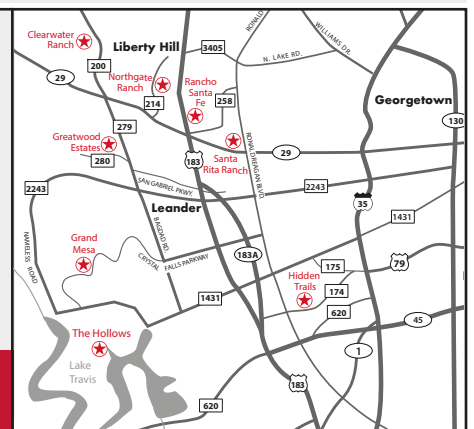 RONALD
WILLIAMS DR.
Clearwater
Ranch
Liberty Hill
3405
N. LAKE RD.
200
29
Northgate
Ranch
Rancho
Santa
Fe
214
258
Georgetown
130
279
Greatwood
Estates
280
183
Santa
Rita Ranch
RONALD REAGAN BLVD.
29
2243
SAN GABRIEL PKWY.
2243
35
Leander
1431
NAMELESS ROAD
BAGDAD RD.
Grand
Mesa
CRYSTAL FALLS PARKWAY
183A
175
79
Hidden
Trails
174
1431
620
45
The Hollows
Lake
Travis
1
183
620